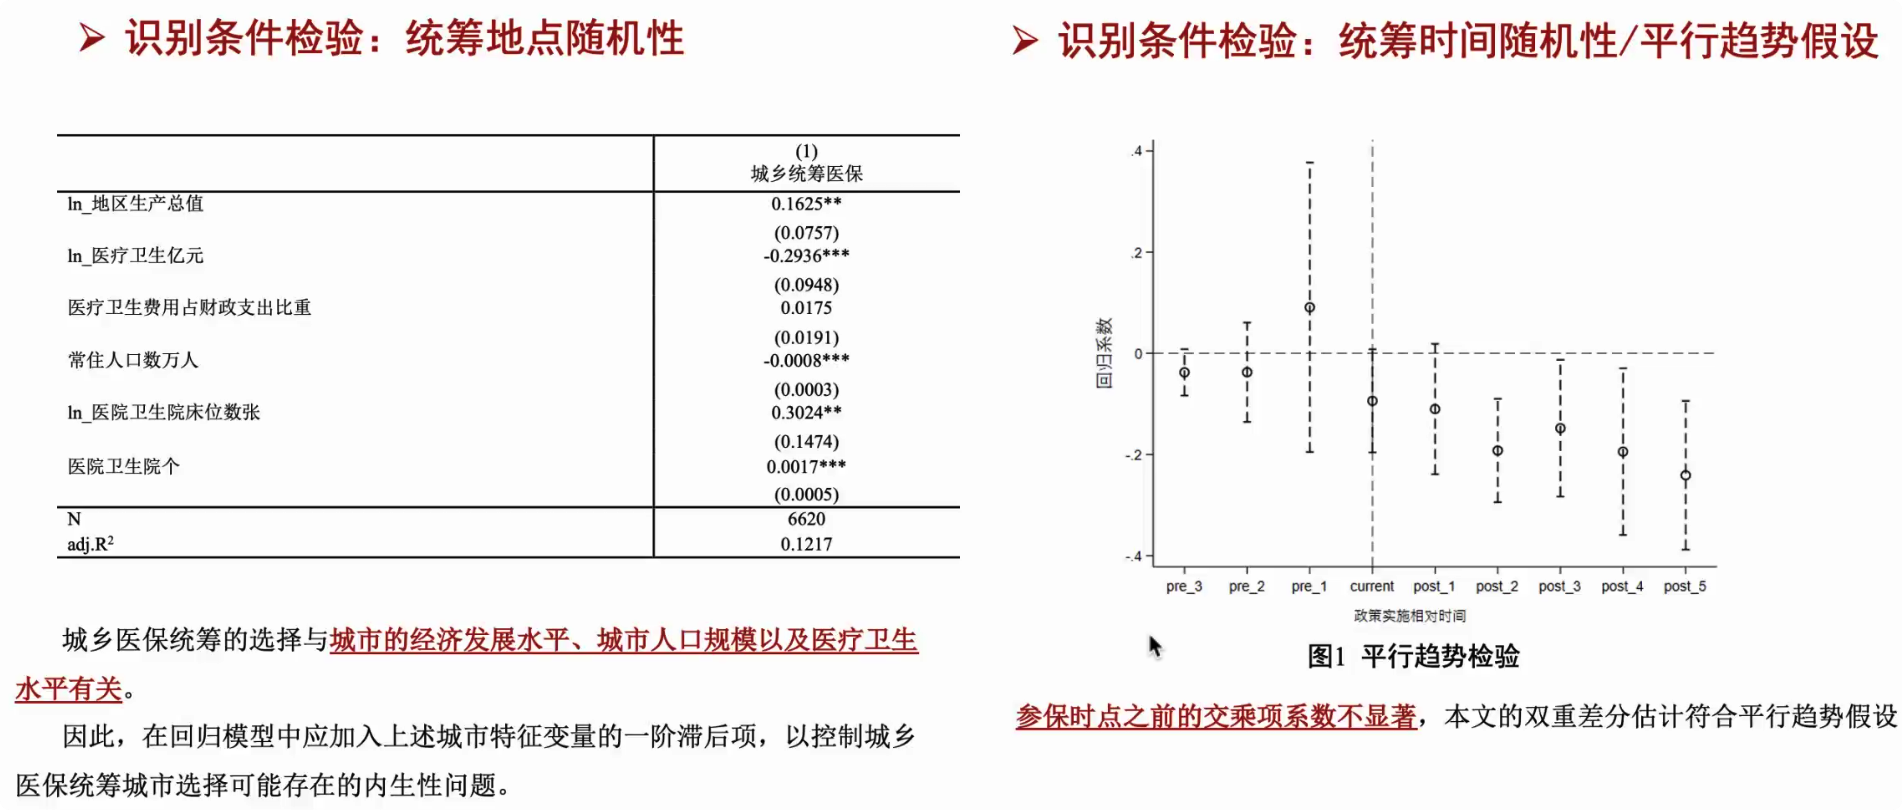 ➢ 识别条件检验：统筹地点随机性
(1)
城乡统筹医保
ln_地区生产总值 0.1625**
(0.0757)
ln_医疗卫生亿元 -0.2936***
(0.0948)
医疗卫生费用占财政支出比重 0.0175
(0.0191)
常住人口数万人 -0.0008***
(0.0003)
ln_医院卫生院床位数张 0.3024**
(0.1474)
医院卫生院个 0.0017***
(0.0005)
N 6620
adj.R² 0.1217
城乡医保统筹的选择与城市的经济发展水平、城市人口规模以及医疗卫生
水平有关。
因此，在回归模型中应加入上述城市特征变量的一阶滞后项，以控制城乡
医保统筹城市选择可能存在的内生性问题。
➢ 识别条件检验：统筹时间随机性/平行趋势假设
.4
.2
0
-.2
-.4
回归系数
pre_3 pre_2 pre_1 current post_1 post_2 post_3 post_4 post_5
政策实施相对时间
图1 平行趋势检验
参保时点之前的交乘项系数不显著，本文的双重差分估计符合平行趋势假设